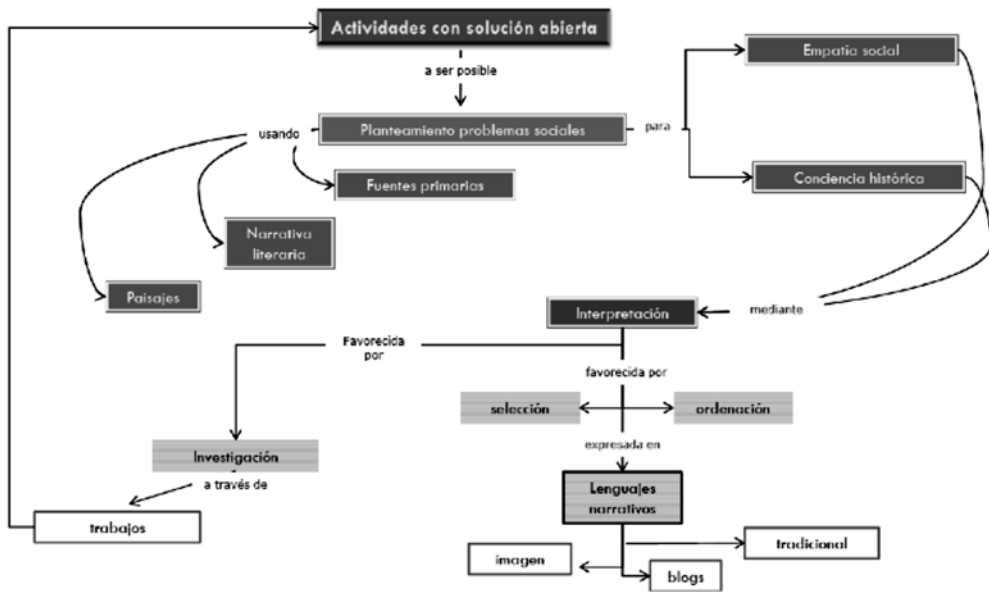 Actividades con solución abierta
a ser posible
Empatia social
usando
Planteamiento problemas sociales
para
Fuentes primarias
Conciencia histórica
Narrativa
literaria
Paisajes
Interpretación
mediante
Favorecida
por
favorecida por
selección
ordenación
Investigación
expresada en
a través de
Lenguajes
narrativos
trabajos
tradicional
imagen
blogs